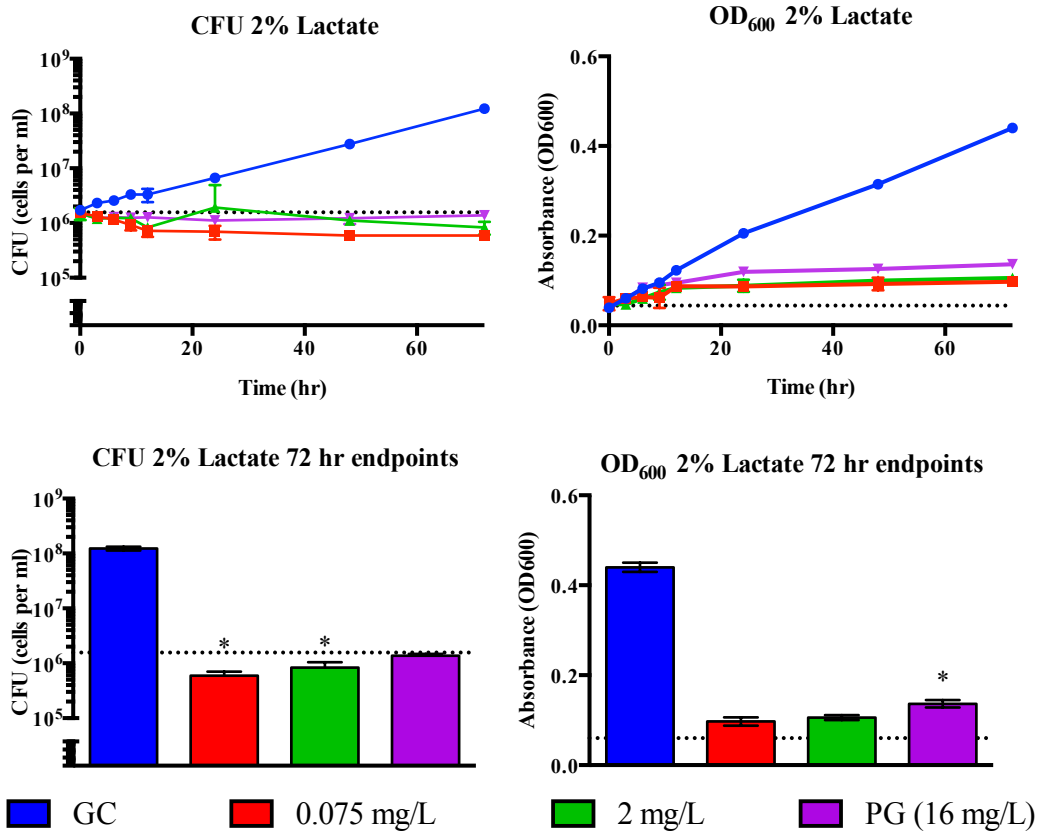 CFU 2% Lactate
CFU (cells per ml)
10⁹
10⁸
10⁷
10⁶
10⁵
0
20
40
60
Time (hr)
OD₆₀₀ 2% Lactate
Absorbance (OD600)
0.6
0.4
0.2
0.0
0
20
40
60
Time (hr)
CFU 2% Lactate 72 hr endpoints
CFU (cells per ml)
10⁹
10⁸
10⁷
10⁶
10⁵
*
*
OD₆₀₀ 2% Lactate 72 hr endpoints
Absorbance (OD600)
0.6
0.4
0.2
0.0
*
GC
0.075 mg/L
2 mg/L
PG (16 mg/L)